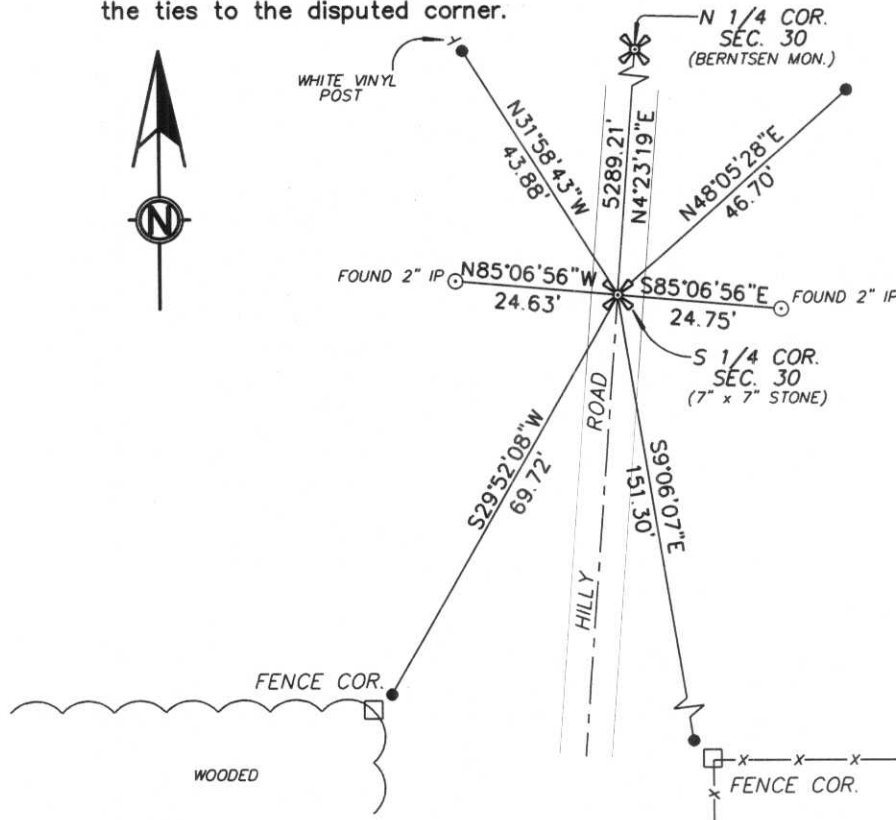 the ties to the disputed corner.
N 1/4 COR.
SEC. 30
(BERNTSEN MON.)
WHITE VINYL
POST
N
N31°58'43"W
43.88'
5289.21'
N4°23'19"E
N48°05'28"E
46.70'
FOUND 2" IP
N85°06'56"W
24.63'
S85°06'56"E
24.75'
FOUND 2" IP
S 1/4 COR.
SEC. 30
(7" x 7" STONE)
S29°52'08"W
69.72'
HILLY ROAD
S9°06'07"E
151.30'
FENCE COR.
WOODED
x x x
x
FENCE COR.